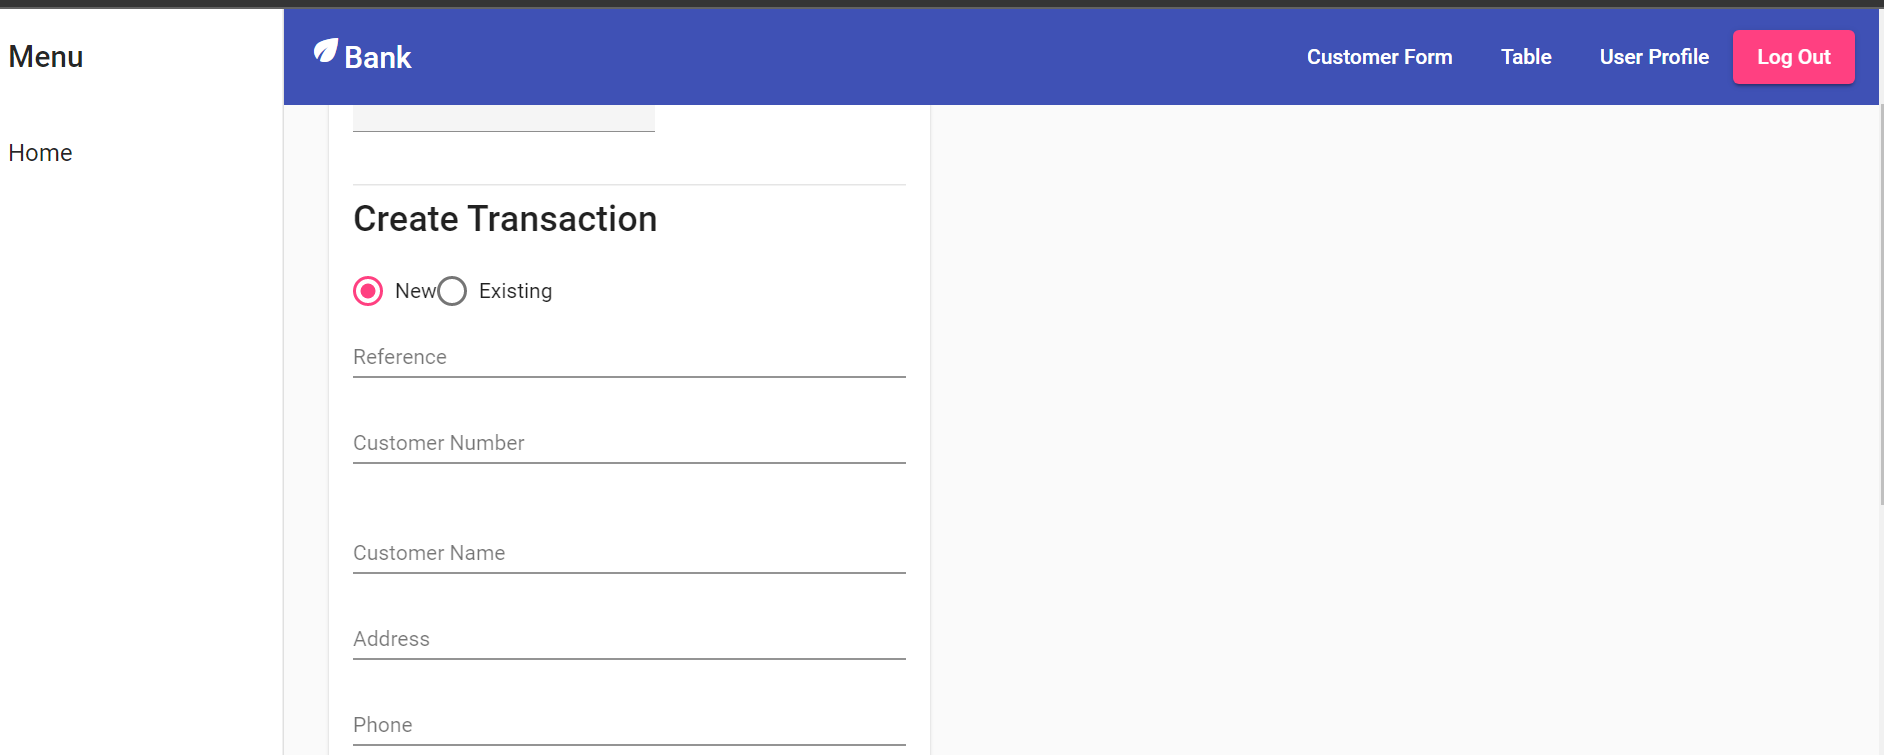 Menu
Home
Bank
Customer Form
Table
User Profile
Log Out
Create Transaction
New
Existing
Reference
Customer Number
Customer Name
Address
Phone